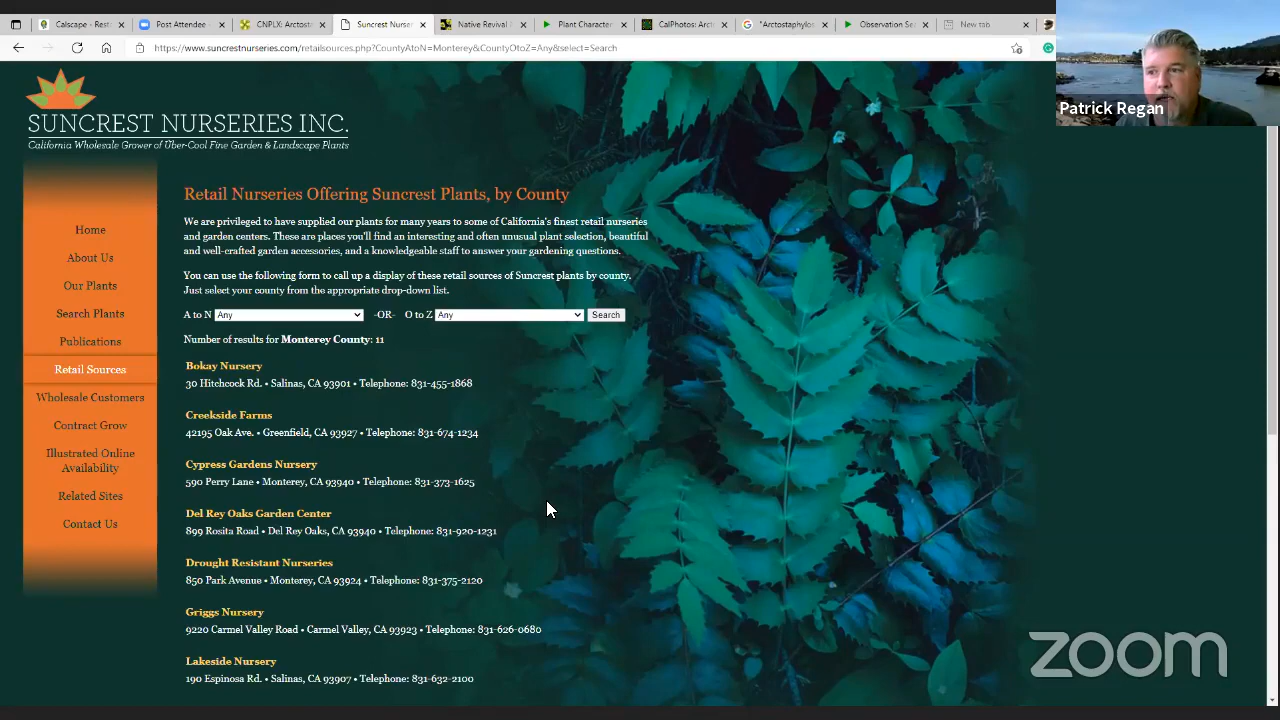 Calscape - Rest
Post Attendee
CNPLX: Arctost
Suncrest Nurser
Native Revival
Plant Character
CalPhotos: Arct
"Arctostaphylos
Observation Se
New tab
https://www.suncrestnurseries.com/retailsources.php?CountyAtoN=Monterey&CountyOtoZ=Any&select=Search
Patrick Regan
SUNCREST NURSERIES INC.
California Wholesale Grower of Über-Cool Fine Garden & Landscape Plants
Home
About Us
Our Plants
Search Plants
Publications
Retail Sources
Wholesale Customers
Contract Grow
Illustrated Online
Availability
Related Sites
Contact Us
Retail Nurseries Offering Suncrest Plants, by County
We are privileged to have supplied our plants for many years to some of California's finest retail nurseries
and garden centers. These are places you'll find an interesting and often unusual plant selection, beautiful
and well-crafted garden accessories, and a knowledgeable staff to answer your gardening questions.
You can use the following form to call up a display of these retail sources of Suncrest plants by county.
Just select your county from the appropriate drop-down list.
A to N Any -OR- O to Z Any Search
Number of results for Monterey County: 11
Bokay Nursery
30 Hitchcock Rd. • Salinas, CA 93901 • Telephone: 831-455-1868
Creekside Farms
42195 Oak Ave. • Greenfield, CA 93927 • Telephone: 831-674-1234
Cypress Gardens Nursery
590 Perry Lane • Monterey, CA 93940 • Telephone: 831-373-1625
Del Rey Oaks Garden Center
899 Rosita Road • Del Rey Oaks, CA 93940 • Telephone: 831-920-1231
Drought Resistant Nurseries
850 Park Avenue • Monterey, CA 93924 • Telephone: 831-375-2120
Griggs Nursery
9220 Carmel Valley Road • Carmel Valley, CA 93923 • Telephone: 831-626-0680
Lakeside Nursery
190 Espinosa Rd. • Salinas, CA 93907 • Telephone: 831-632-2100
zoom